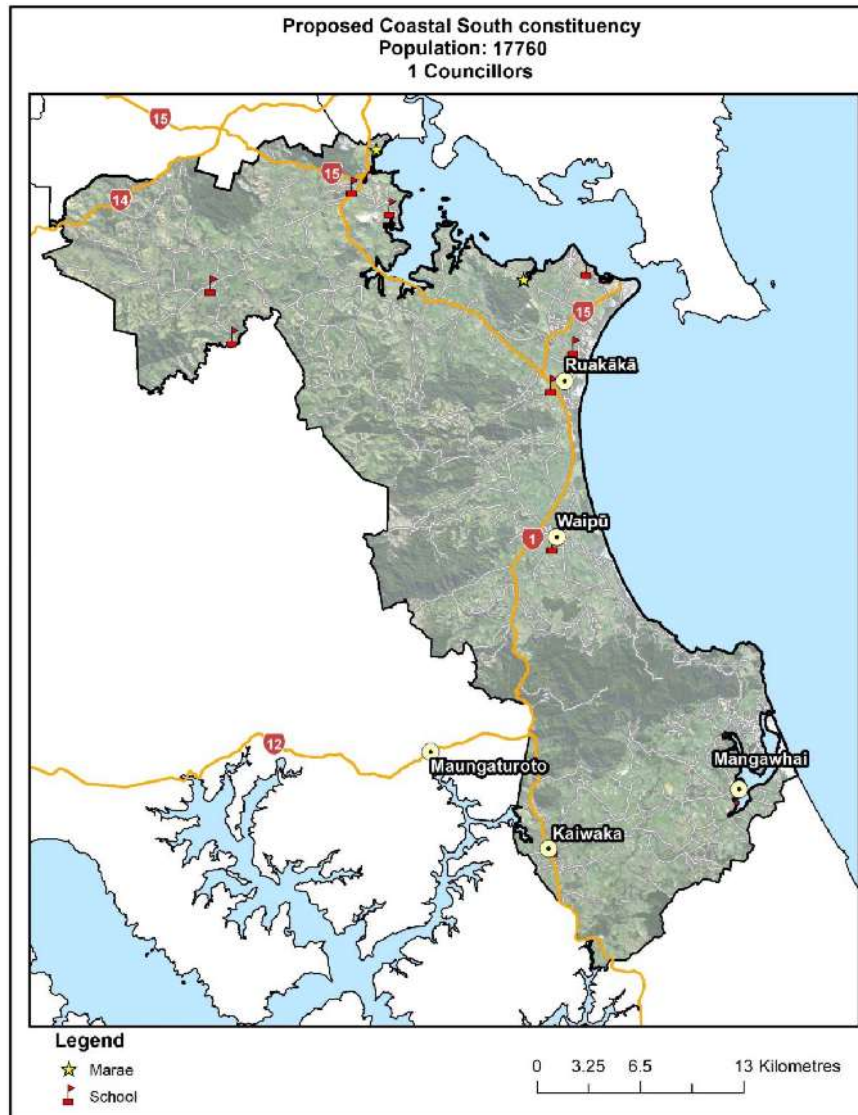 Proposed Coastal South constituency
Population: 17760
1 Councillors
15
15
14
15
Ruakākā
Waipū
1
12
Maungaturoto
Mangawhai
Kaiwaka
Legend
Marae
School
0 3.25 6.5 13 Kilometres